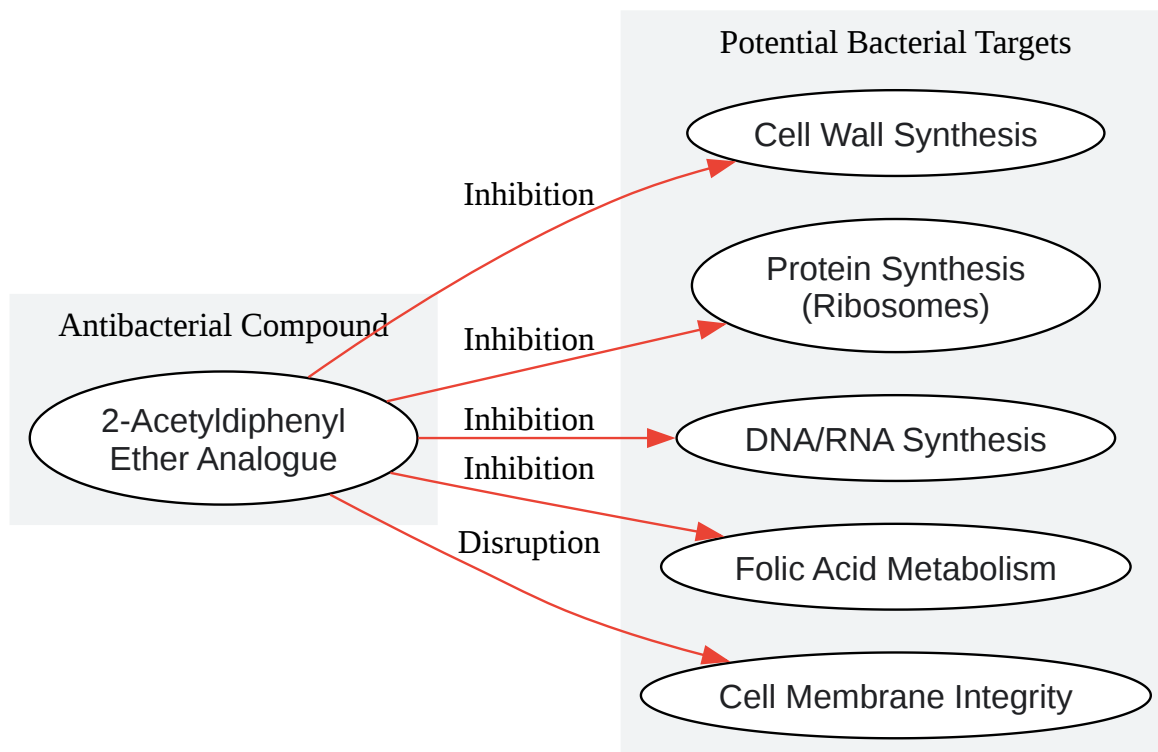 Potential Bacterial Targets
Cell Wall Synthesis
Inhibition
Protein Synthesis
(Ribosomes)
Antibacterial Compound
Inhibition
2-Acetyldiphenyl
Ether Analogue
Inhibition
DNA/RNA Synthesis
Inhibition
Disruption
Folic Acid Metabolism
Cell Membrane Integrity